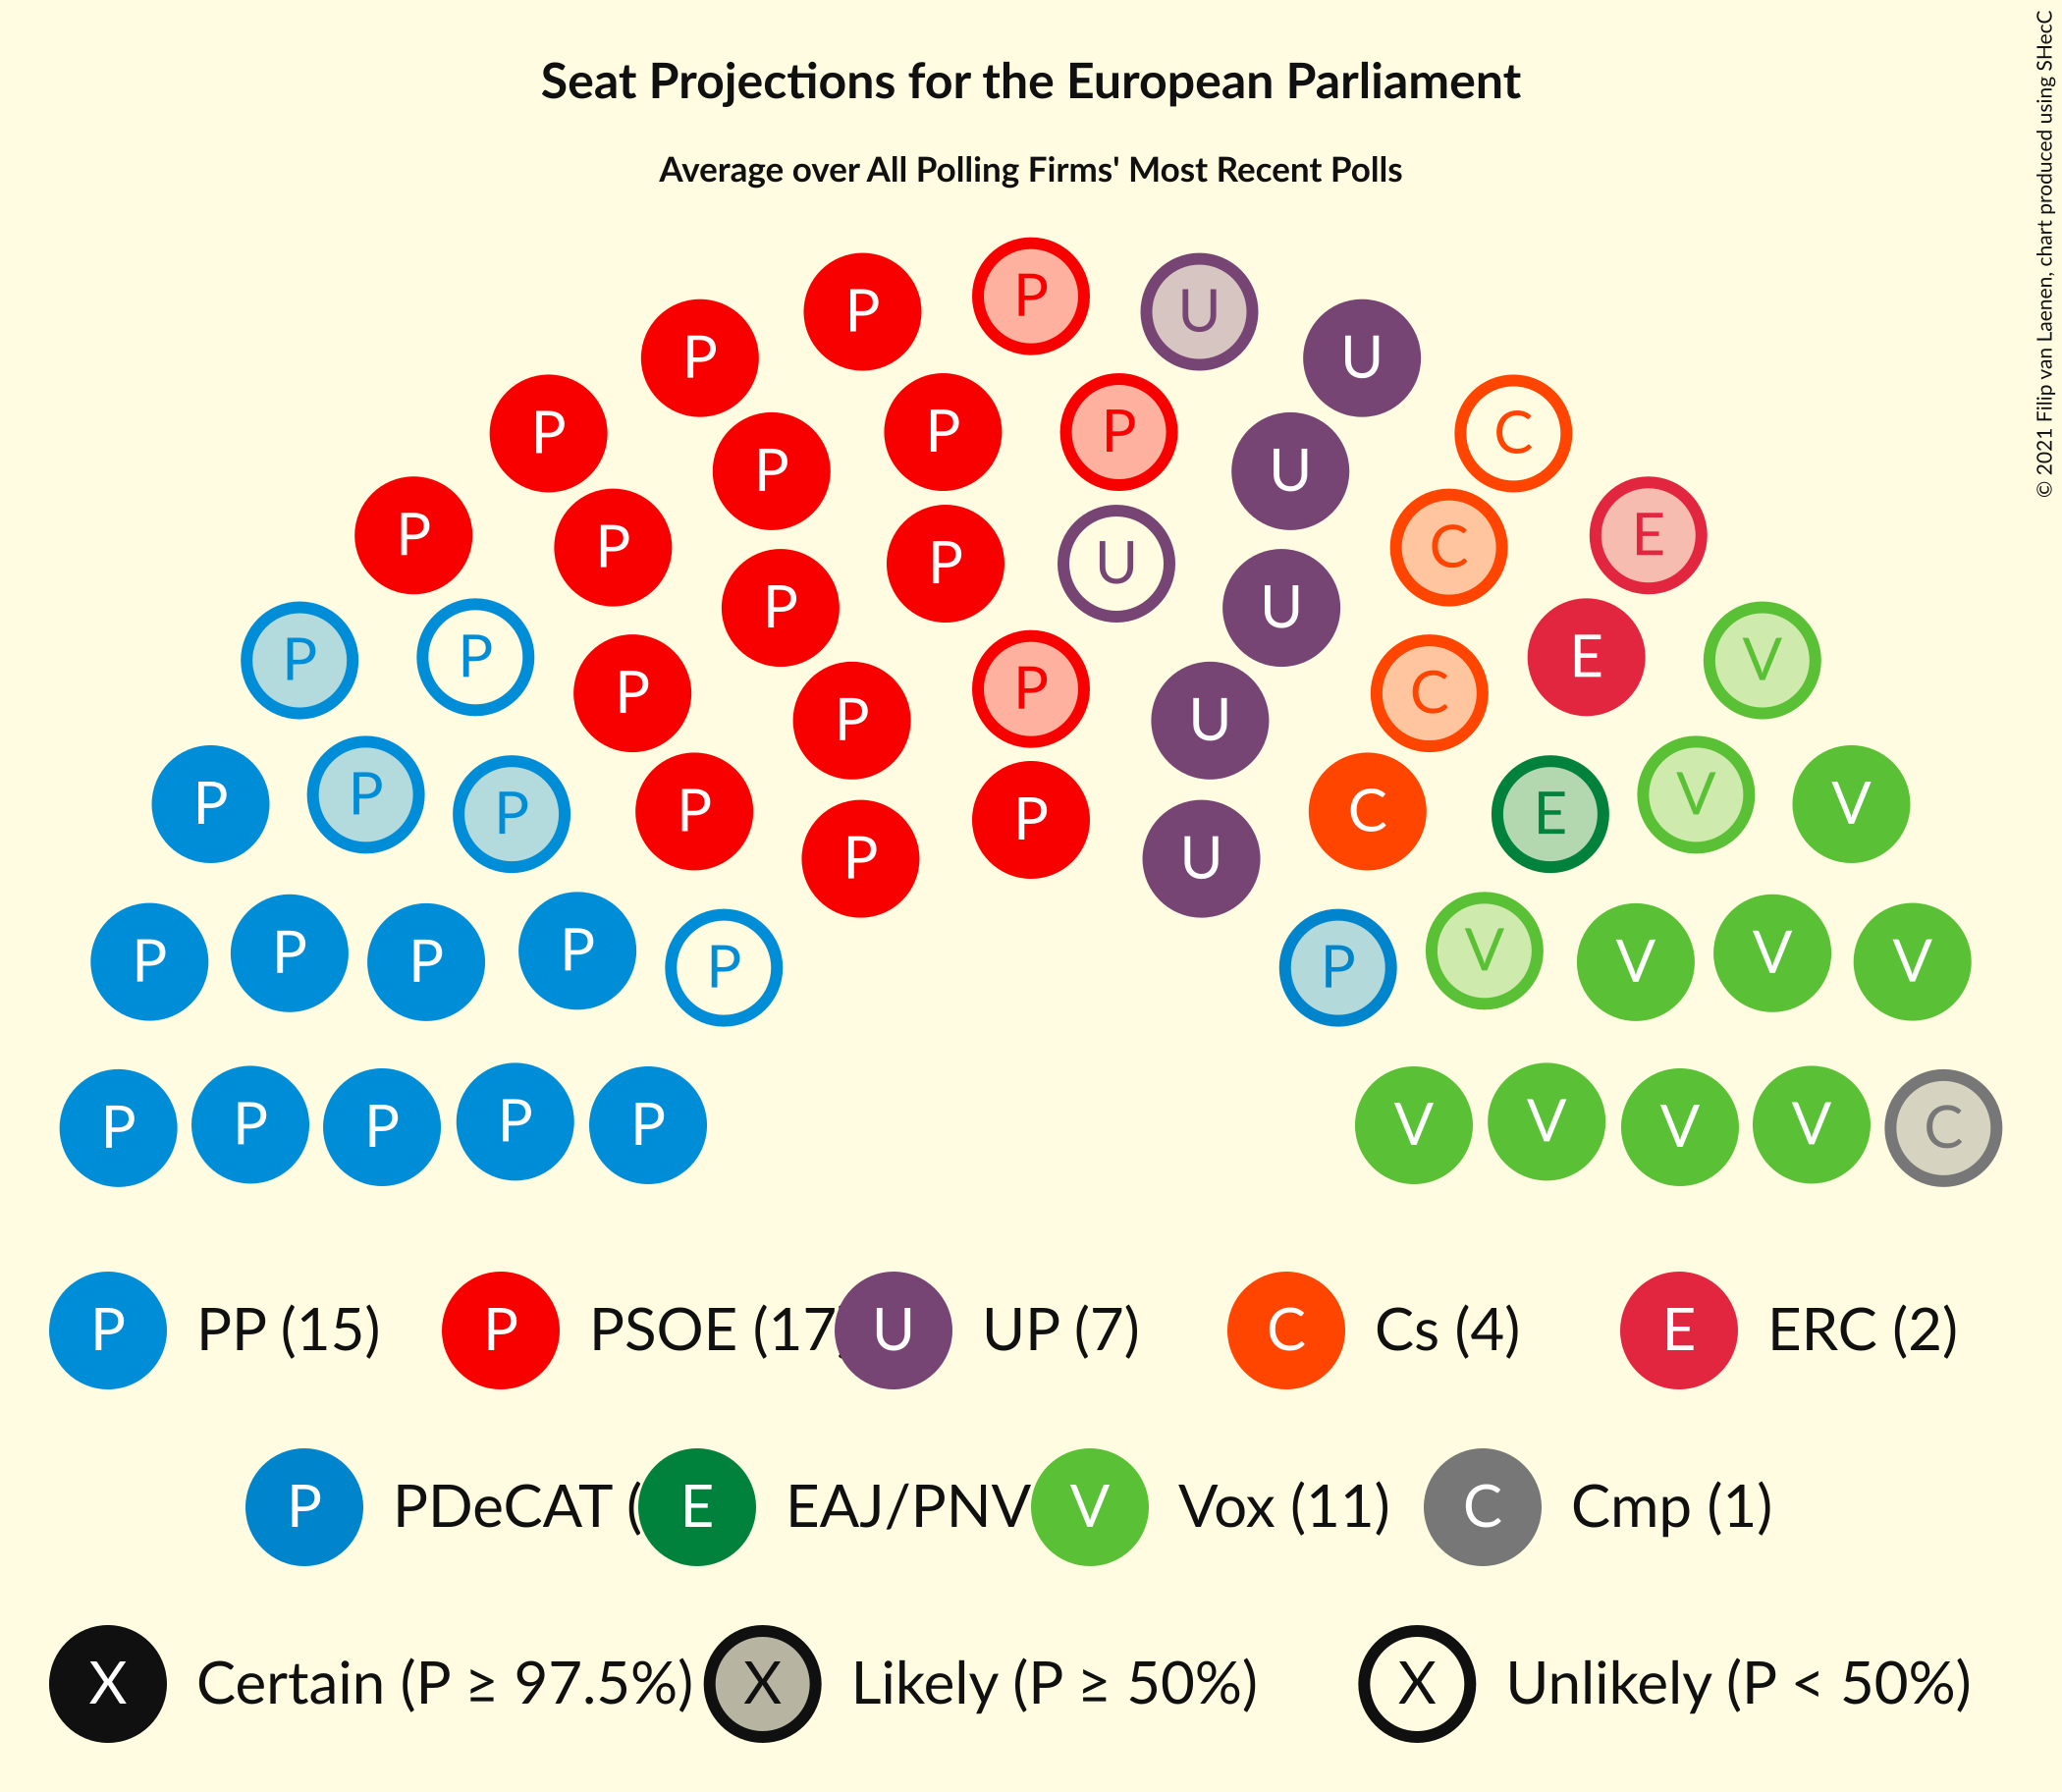 Seat Projections for the European Parliament
Average over All Polling Firms' Most Recent Polls
© 2021 Filip van Laenen, chart produced using SHecC
P U
P U
P C
P P U
P C
P E
P U
P C
P E
P U
P U
P P V
P P C
P P U
P P V V
P P C E
P P U
P P P P P P V V V V
P P P P P V V V V C
P PP (15) P PSOE (17 U UP (7) C Cs (4) E ERC (2)
P PDeCAT ( E EAJ/PNV V Vox (11) C Cmp (1)
X Certain (P ≥ 97.5%) X Likely (P ≥ 50%) X Unlikely (P < 50%)